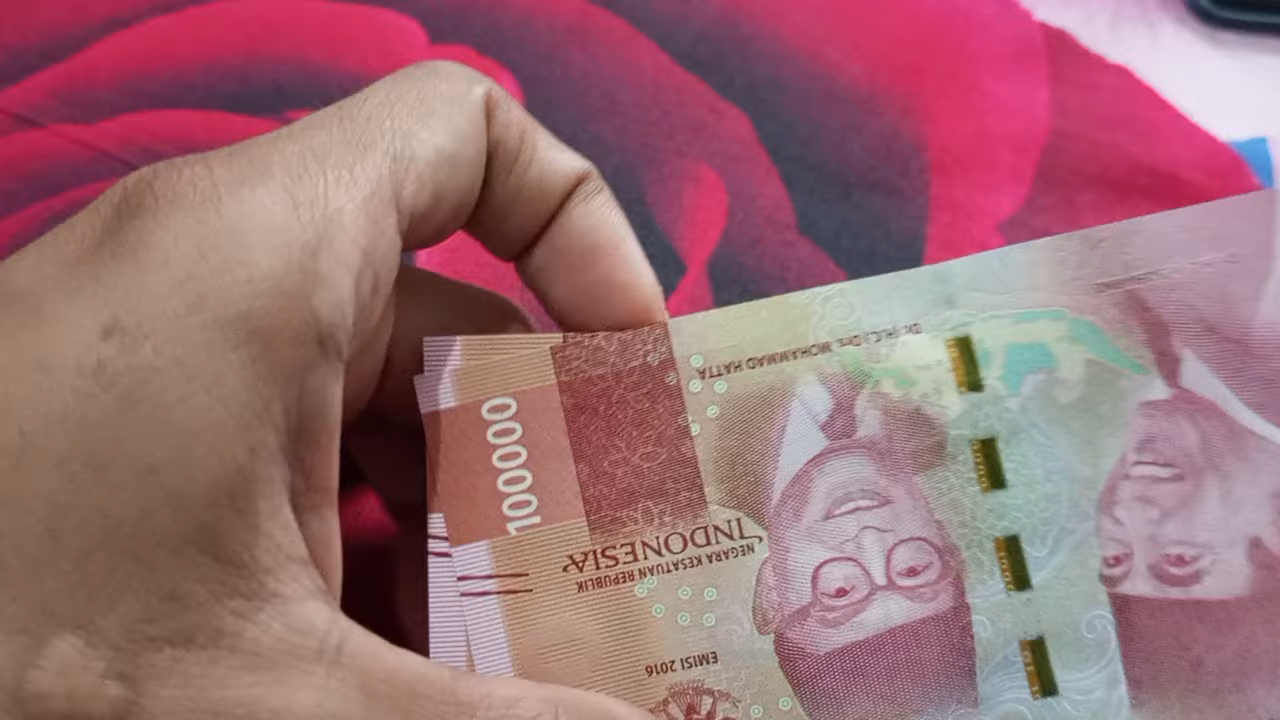 Dr. H.C. Drs. MOHAMMAD HATTA
100000
NEGARA KESATUAN REPUBLIK
INDONESIA
EMISI 2016